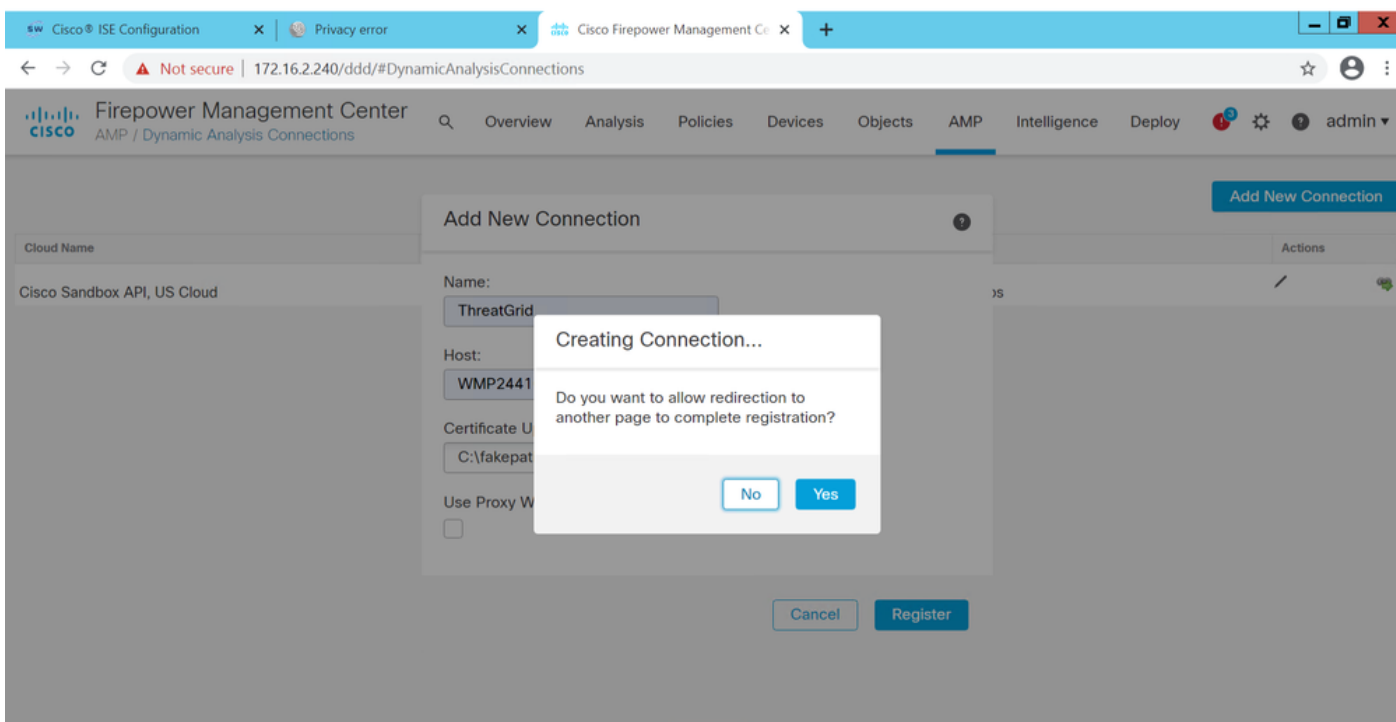 Cisco® ISE Configuration
Privacy error
Cisco Firepower Management Ce
Not secure | 172.16.2.240/ddd/#DynamicAnalysisConnections
CISCO
Firepower Management Center
AMP / Dynamic Analysis Connections
Overview Analysis Policies Devices Objects AMP Intelligence Deploy 3 admin
Add New Connection
Add New Connection
Cloud Name
Actions
Cisco Sandbox API, US Cloud
Name:
ThreatGrid
Host:
WMP2441
Certificate U
C:\fakepat
Use Proxy W
Creating Connection...
Do you want to allow redirection to
another page to complete registration?
No Yes
Cancel Register